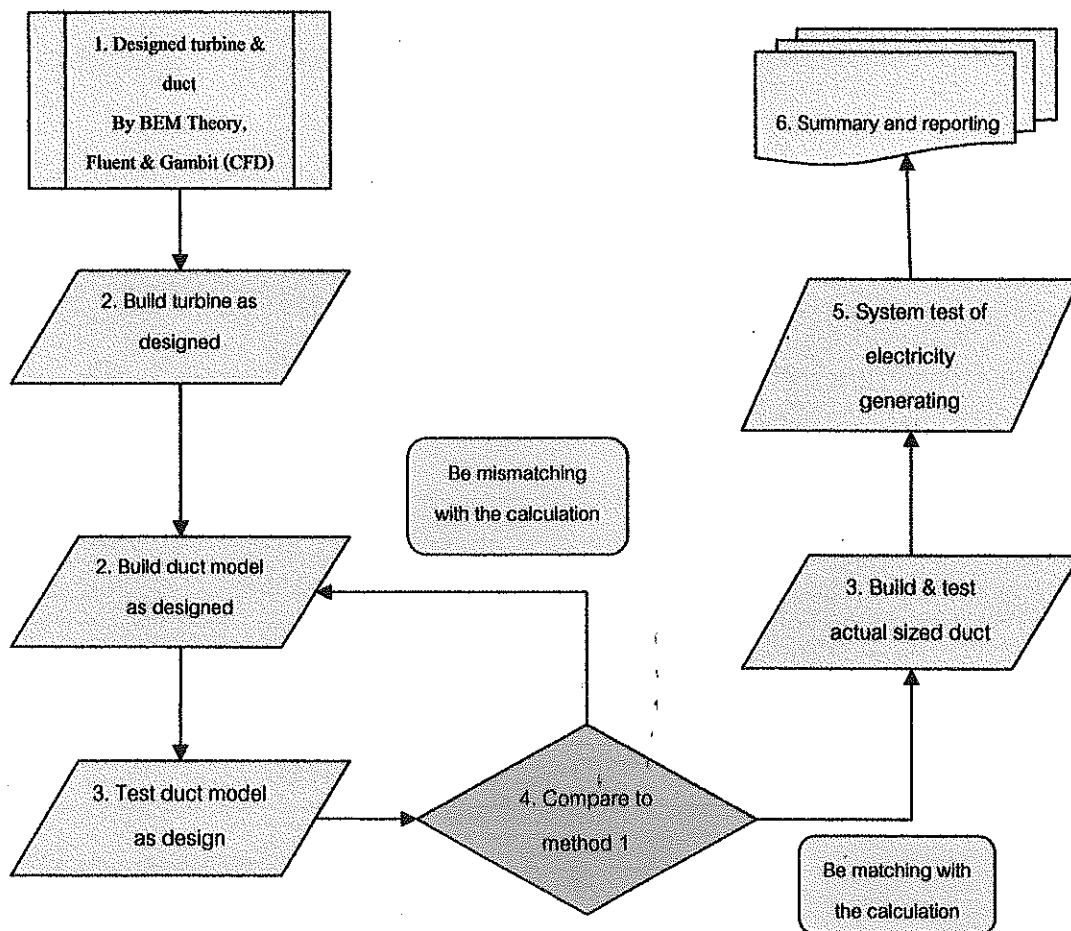 1. Designed turbine &
duct
By BEM Theory,
Fluent & Gambit (CFD)
2. Build turbine as
designed
2. Build duct model
as designed
3. Test duct model
as design
Be mismatching
with the calculation
4. Compare to
method 1
Be matching with
the calculation
3. Build & test
actual sized duct
5. System test of
electricity
generating
6. Summary and reporting